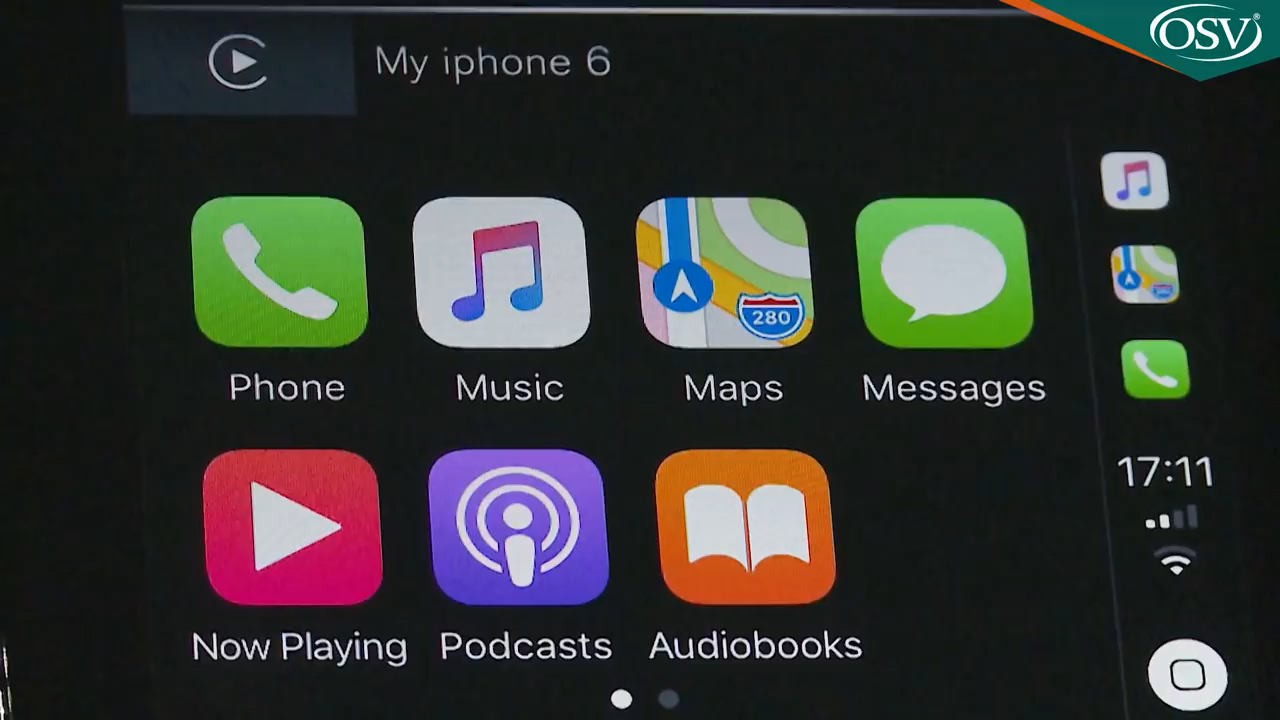 OSV®
My iphone 6
280
Phone Music Maps Messages
17:11
Now Playing Podcasts Audiobooks